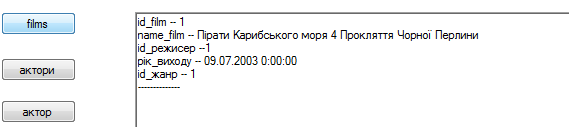 films
актори
актор
id_film -- 1
name_film -- Пірати Карибського моря 4 Прокляття Чорної Перлини
id_режисер --1
рік_виходу -- 09.07.2003 0:00:00
id_жанр -- 1
--------------